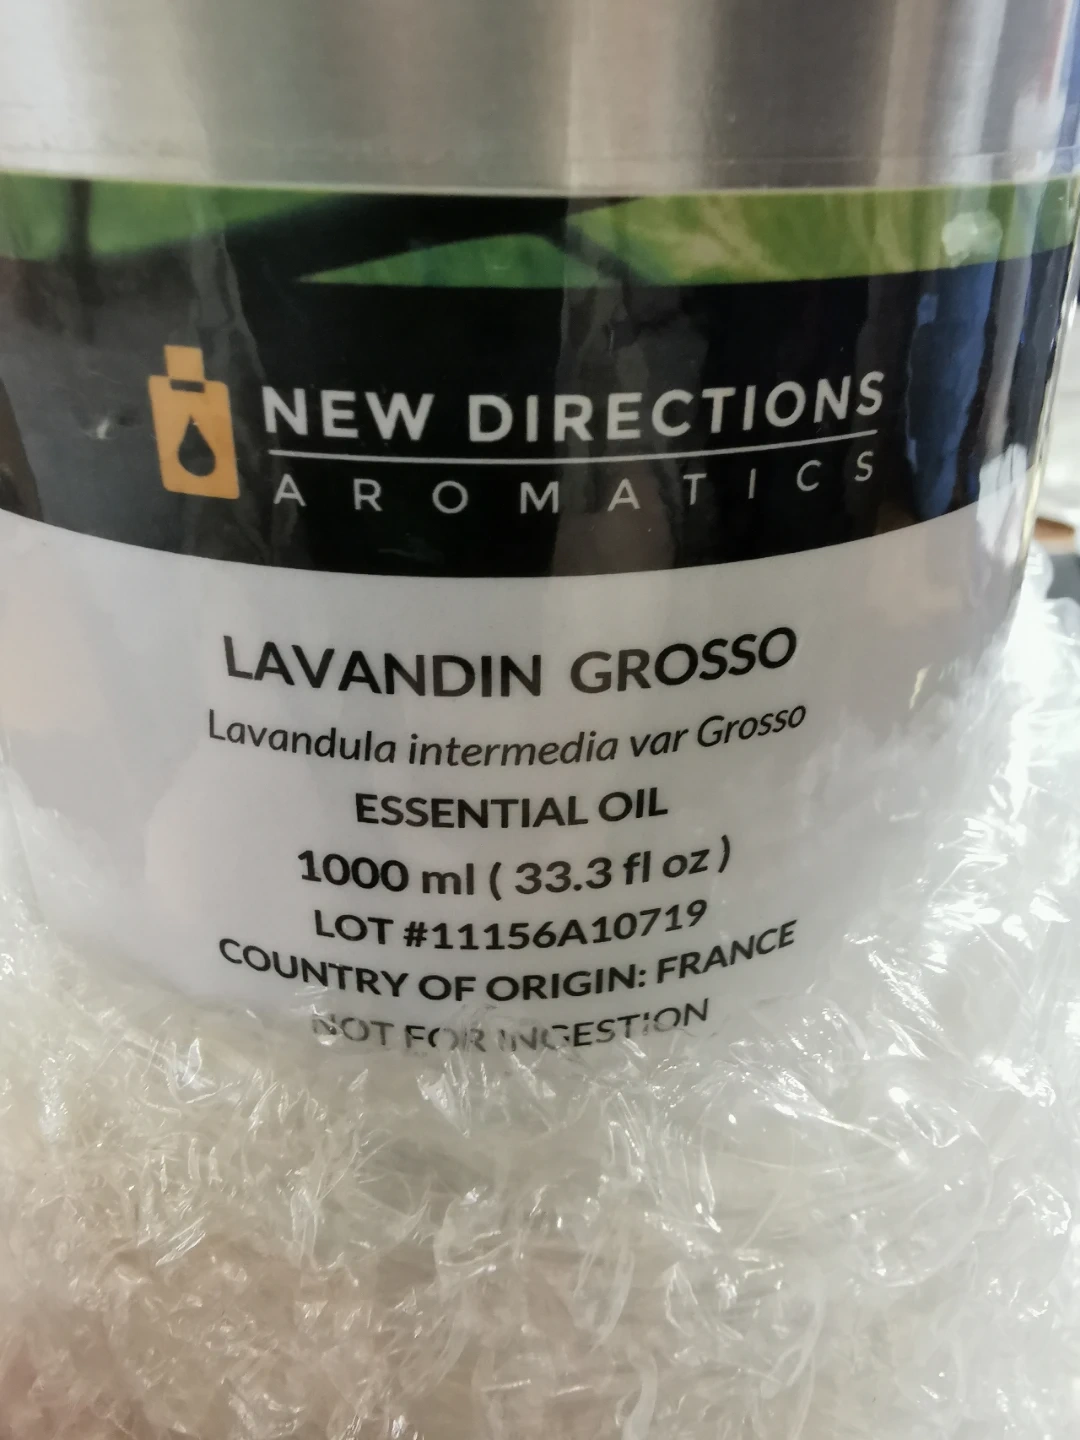 NEW DIRECTIONS
AROMATICS
LAVANDIN GROSSO
Lavandula intermedia var Grosso
ESSENTIAL OIL
1000 ml ( 33.3 fl oz )
LOT #11156A10719
COUNTRY OF ORIGIN: FRANCE
NOT FOR INGESTION